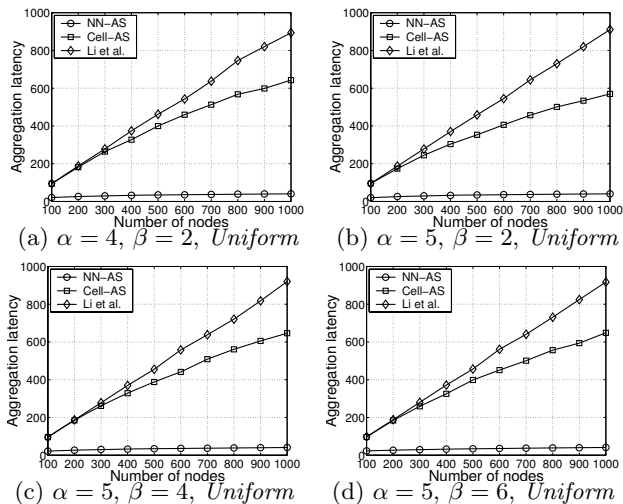 1000
800
600
400
200
0
Aggregation latency
NN−AS
Cell−AS
Li et al.
100 200 300 400 500 600 700 800 900 1000
Number of nodes
(a) α = 4, β = 2, Uniform
1000
800
600
400
200
0
Aggregation latency
NN−AS
Cell−AS
Li et al.
100 200 300 400 500 600 700 800 900 1000
Number of nodes
(b) α = 5, β = 2, Uniform
1000
800
600
400
200
0
Aggregation latency
NN−AS
Cell−AS
Li et al.
100 200 300 400 500 600 700 800 900 1000
Number of nodes
(c) α = 5, β = 4, Uniform
1000
800
600
400
200
0
Aggregation latency
NN−AS
Cell−AS
Li et al.
100 200 300 400 500 600 700 800 900 1000
Number of nodes
(d) α = 5, β = 6, Uniform